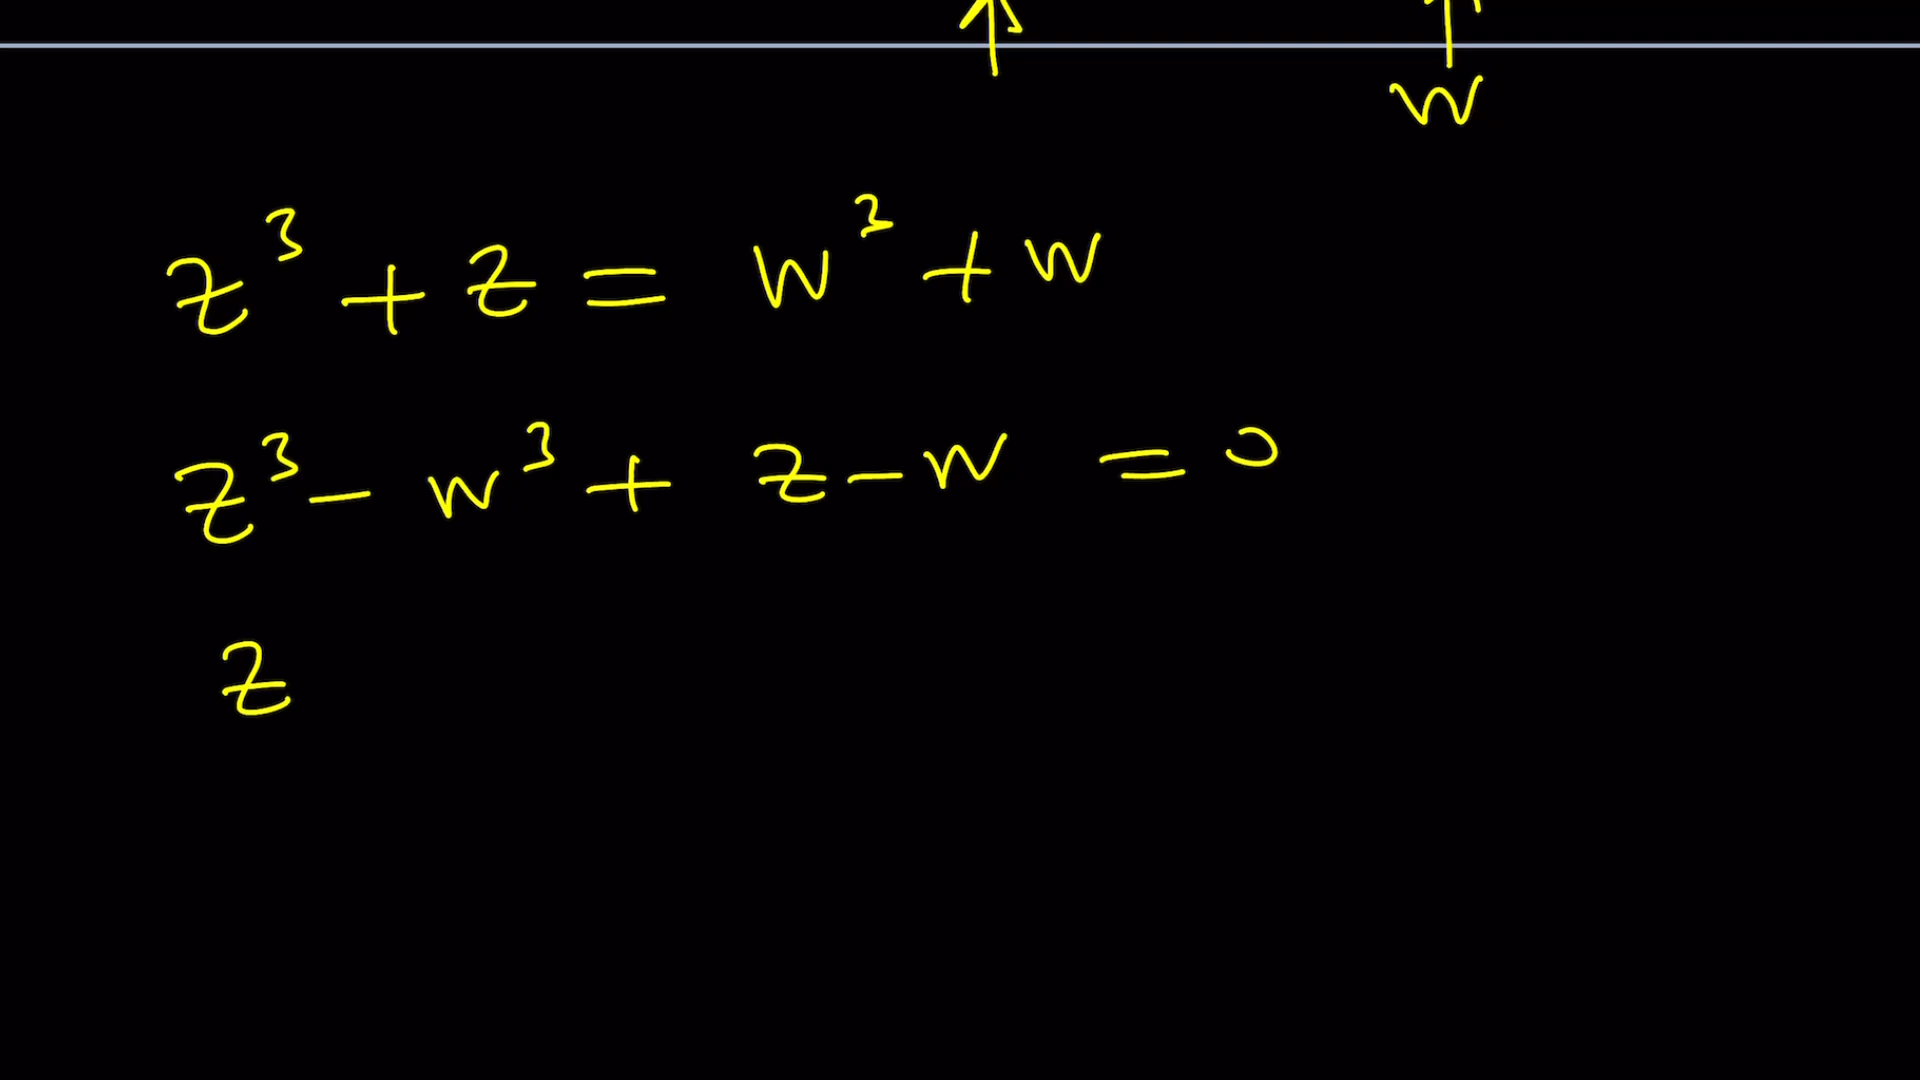 w
z³ + z = w³ + w
z³ - w³ + z - w = 0
z